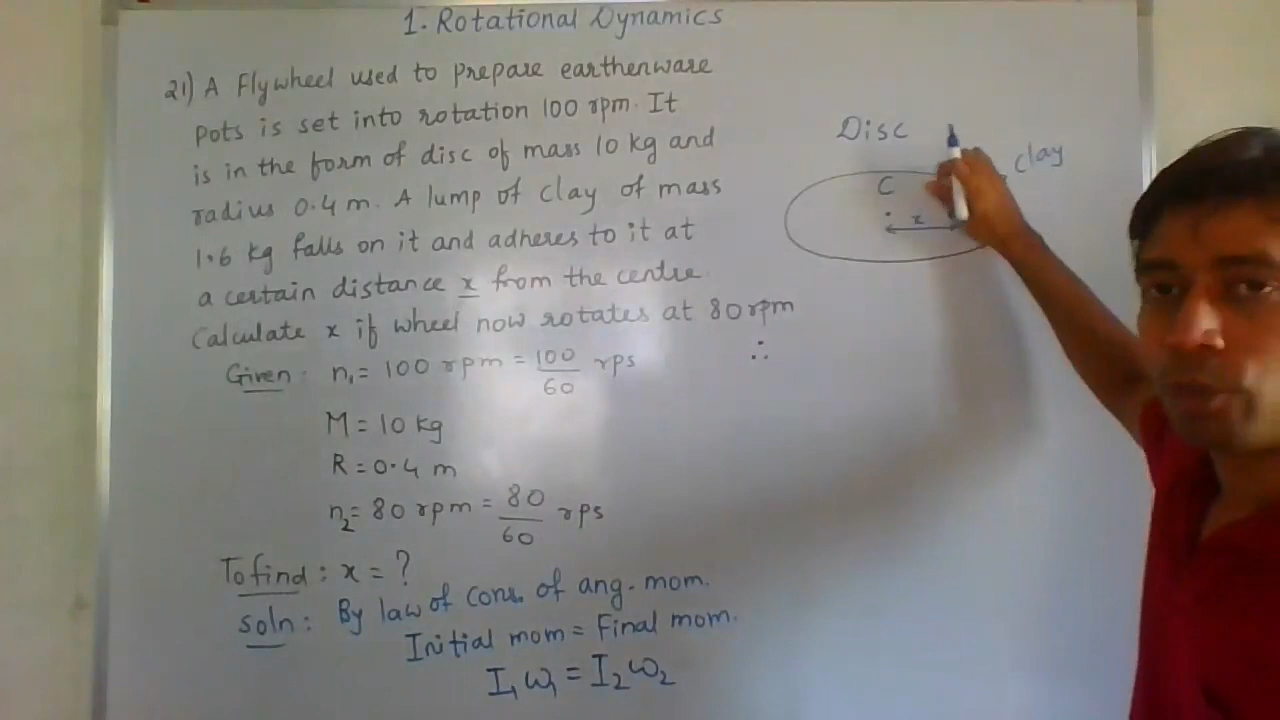 1. Rotational Dynamics
21) A Flywheel used to prepare earthenware
pots is set into rotation 100 rpm. It
is in the form of disc of mass 10 kg and
radius 0.4 m. A lump of clay of mass
1.6 kg falls on it and adheres to it at
a certain distance x from the centre.
Calculate x if wheel now rotates at 80 rpm
Given: n₁ = 100 rpm = 100/60 rps
M = 10 kg
R = 0.4 m
n₂ = 80 rpm = 80/60 rps
To find: x = ?
Soln: By law of cons. of ang. mom.
Initial mom = Final mom.
I₁ω₁ = I₂ω₂
Disc
clay
C
x
∴